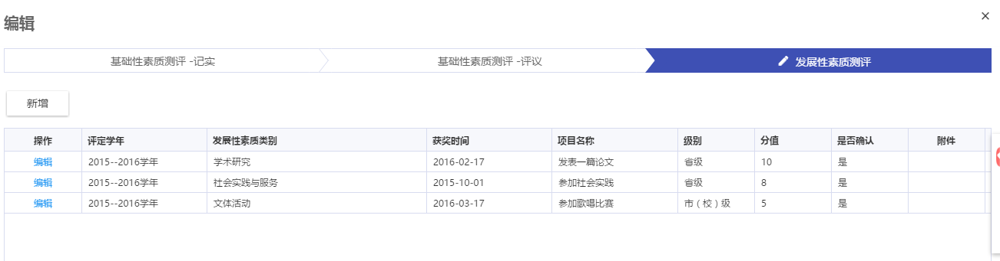 编辑
基础性素质测评 -记实 基础性素质测评 -评议 发展性素质测评
新增
操作 评定学年 发展性素质类别 获奖时间 项目名称 级别 分值 是否确认 附件
编辑 2015--2016学年 学术研究 2016-02-17 发表一篇论文 省级 10 是
编辑 2015--2016学年 社会实践与服务 2015-10-01 参加社会实践 省级 8 是
编辑 2015--2016学年 文体活动 2016-03-17 参加歌唱比赛 市（校）级 5 是